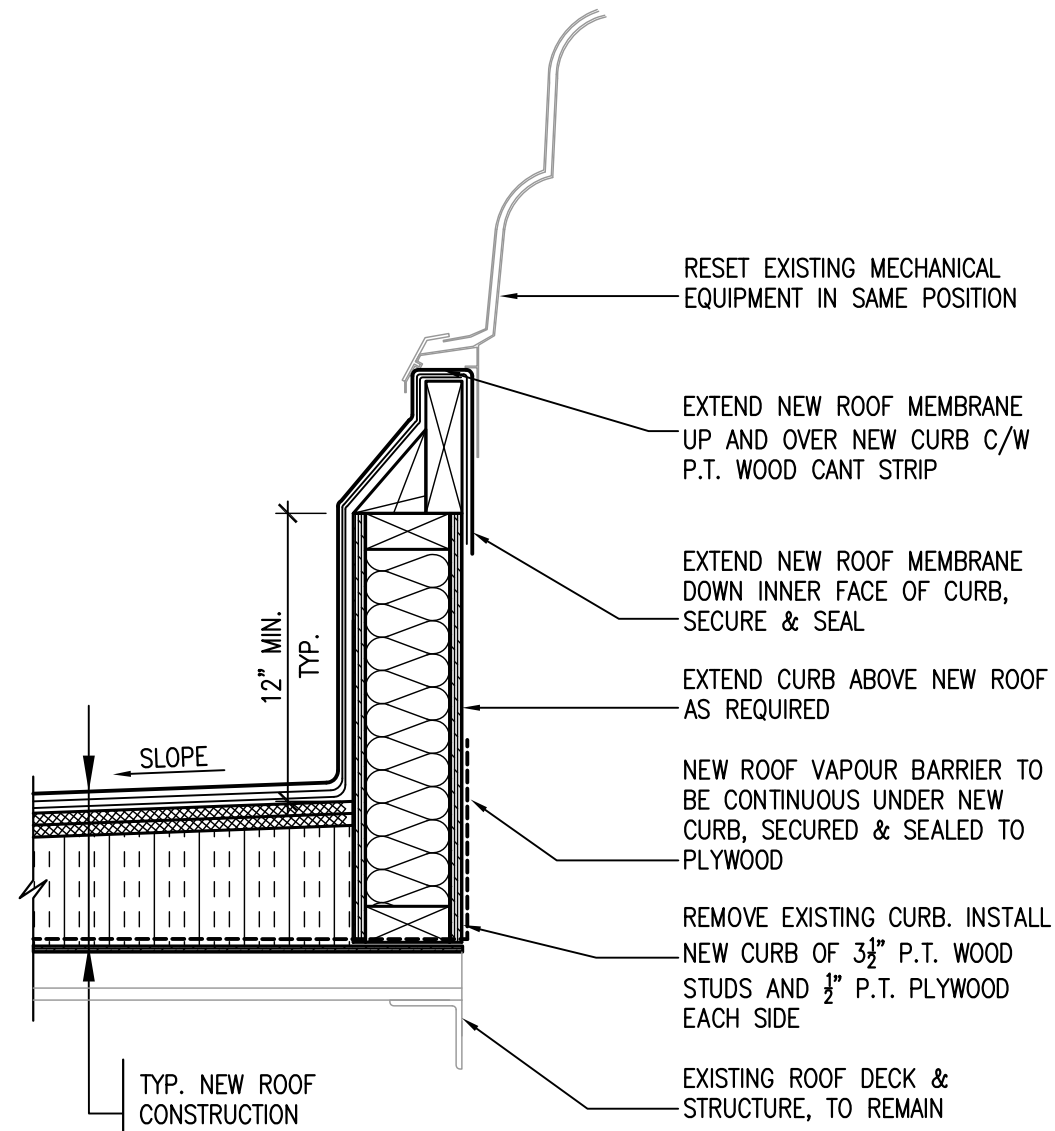 RESET EXISTING MECHANICAL
EQUIPMENT IN SAME POSITION
EXTEND NEW ROOF MEMBRANE
UP AND OVER NEW CURB C/W
P.T. WOOD CANT STRIP
EXTEND NEW ROOF MEMBRANE
DOWN INNER FACE OF CURB,
SECURE & SEAL
12" MIN.
TYP.
EXTEND CURB ABOVE NEW ROOF
AS REQUIRED
SLOPE
NEW ROOF VAPOUR BARRIER TO
BE CONTINUOUS UNDER NEW
CURB, SECURED & SEALED TO
PLYWOOD
REMOVE EXISTING CURB. INSTALL
NEW CURB OF 3½" P.T. WOOD
STUDS AND ½" P.T. PLYWOOD
EACH SIDE
EXISTING ROOF DECK &
STRUCTURE, TO REMAIN
TYP. NEW ROOF
CONSTRUCTION